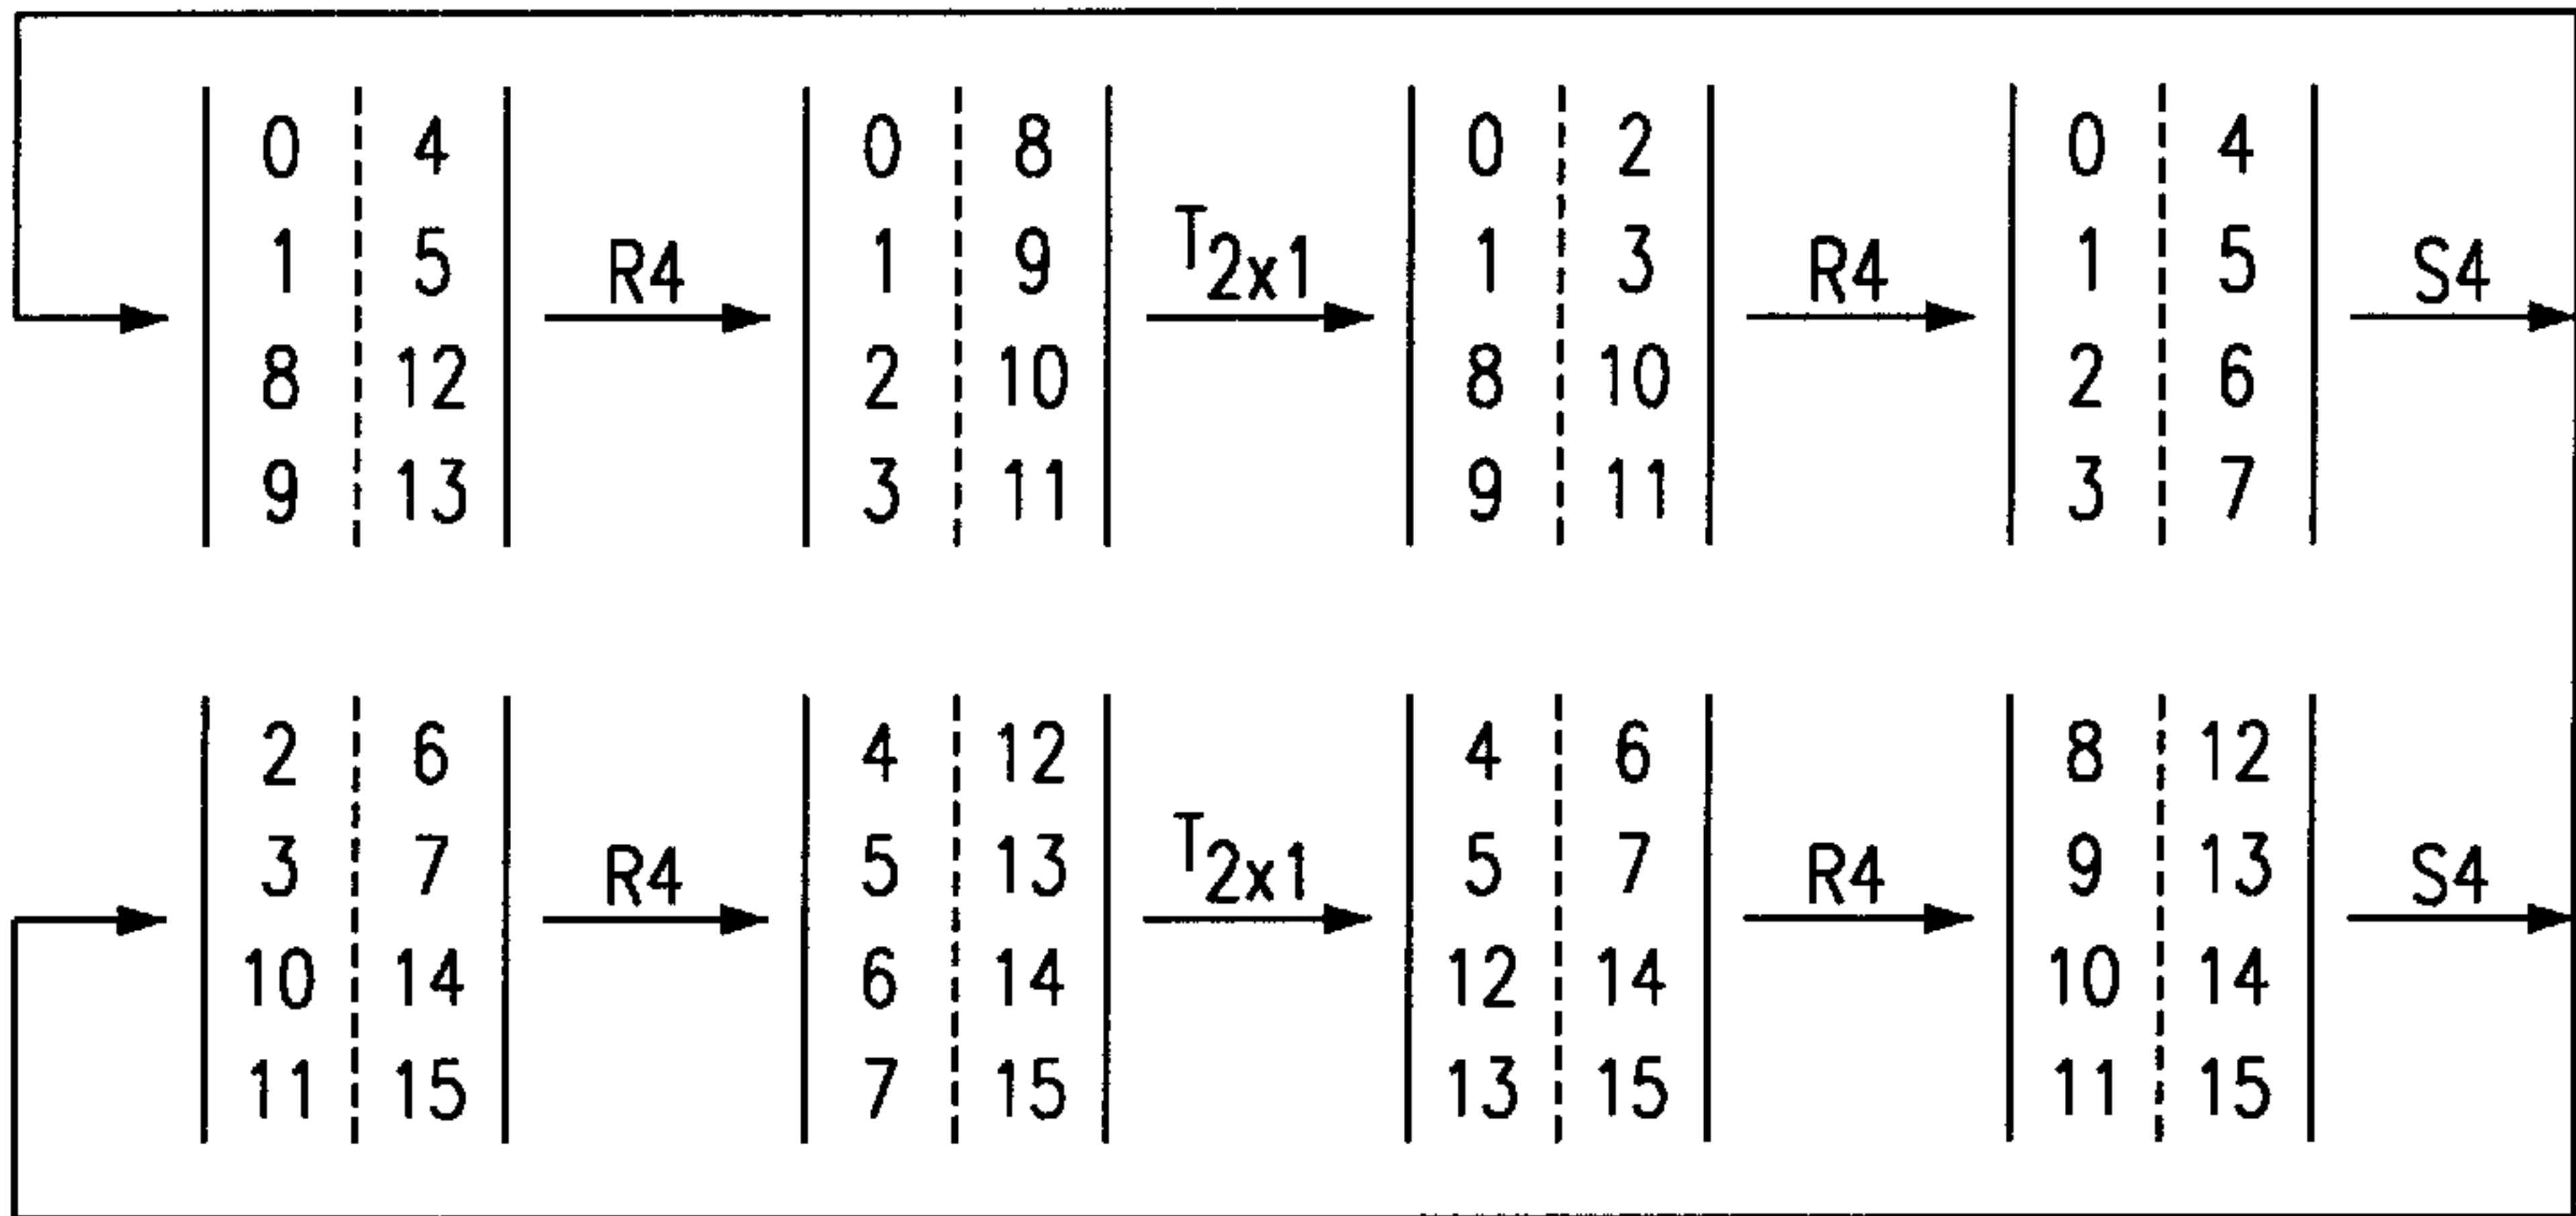 0 4 0 8 0 2 0 4
1 5 R4 1 9 T2x1 1 3 R4 1 5 S4
8 12 2 10 8 10 2 6
9 13 3 11 9 11 3 7
2 6 4 12 4 6 8 12
3 7 R4 5 13 T2x1 5 7 R4 9 13 S4
10 14 6 14 12 14 10 14
11 15 7 15 13 15 11 15